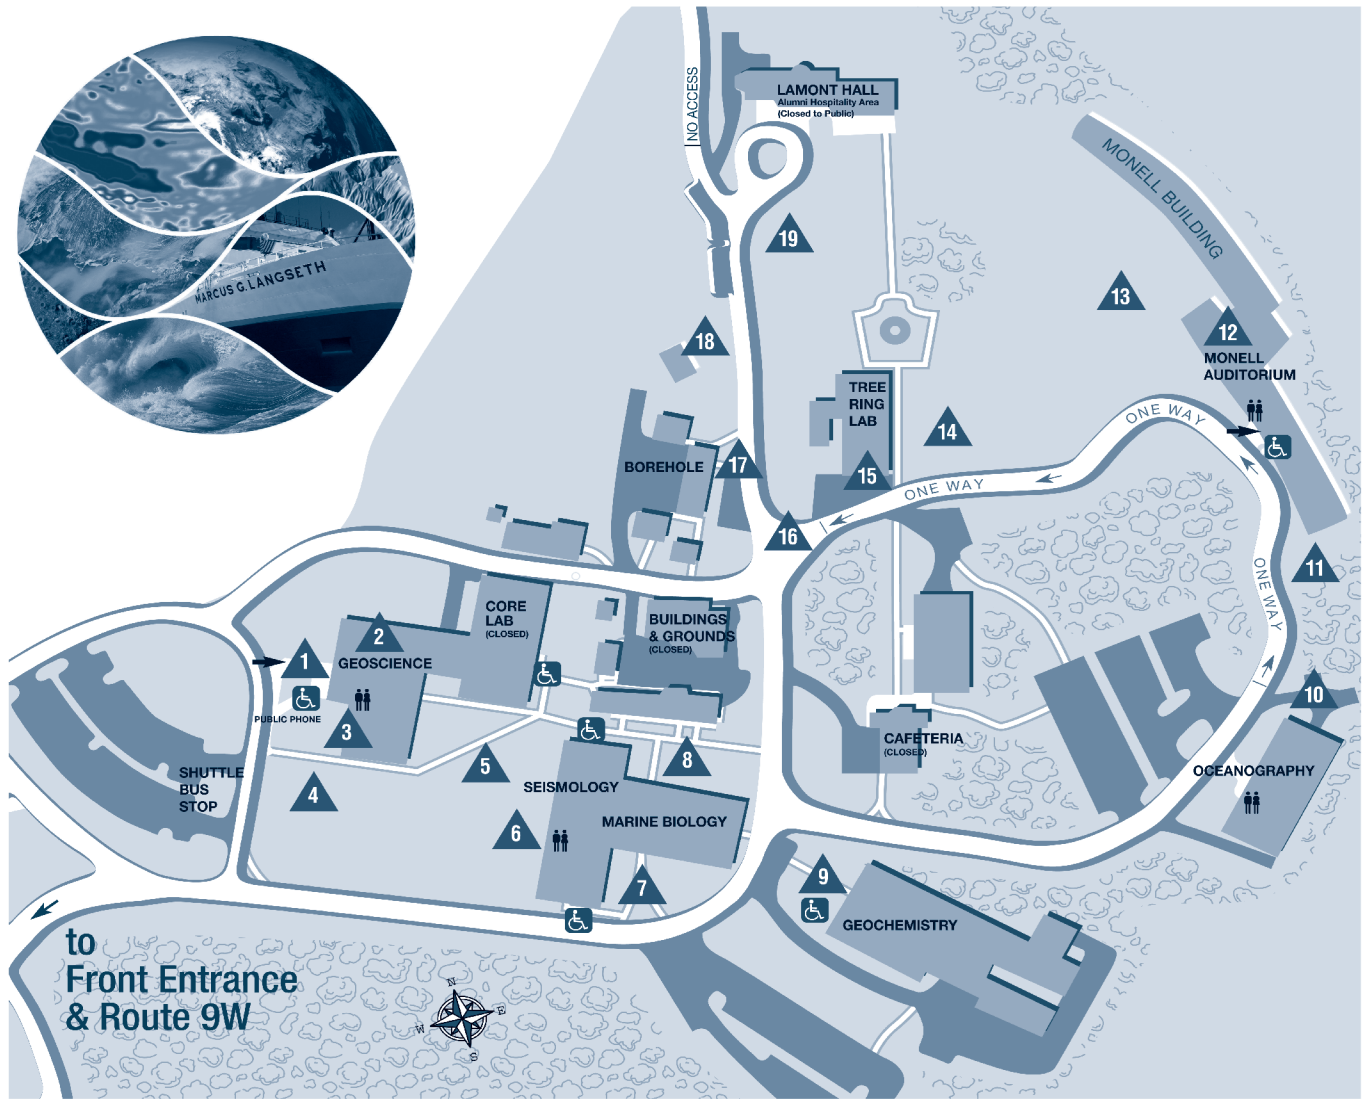 NO ACCESS
LAMONT HALL
Alumni Hospitality Area
(Closed to Public)
MONELL BUILDING
MARCUS G. LANGSETH
19
13
12
18
MONELL
AUDITORIUM
TREE
RING
LAB
ONE WAY
14
BOREHOLE
17
15
ONE WAY
16
11
ONE WAY
CORE
LAB
(CLOSED)
BUILDINGS
& GROUNDS
(CLOSED)
2
1
GEOSCIENCE
10
PUBLIC PHONE
3
CAFETERIA
(CLOSED)
SHUTTLE
BUS
STOP
5
8
OCEANOGRAPHY
4
SEISMOLOGY
6
MARINE BIOLOGY
7
9
GEOCHEMISTRY
to
Front Entrance
& Route 9W
N
W
E
S